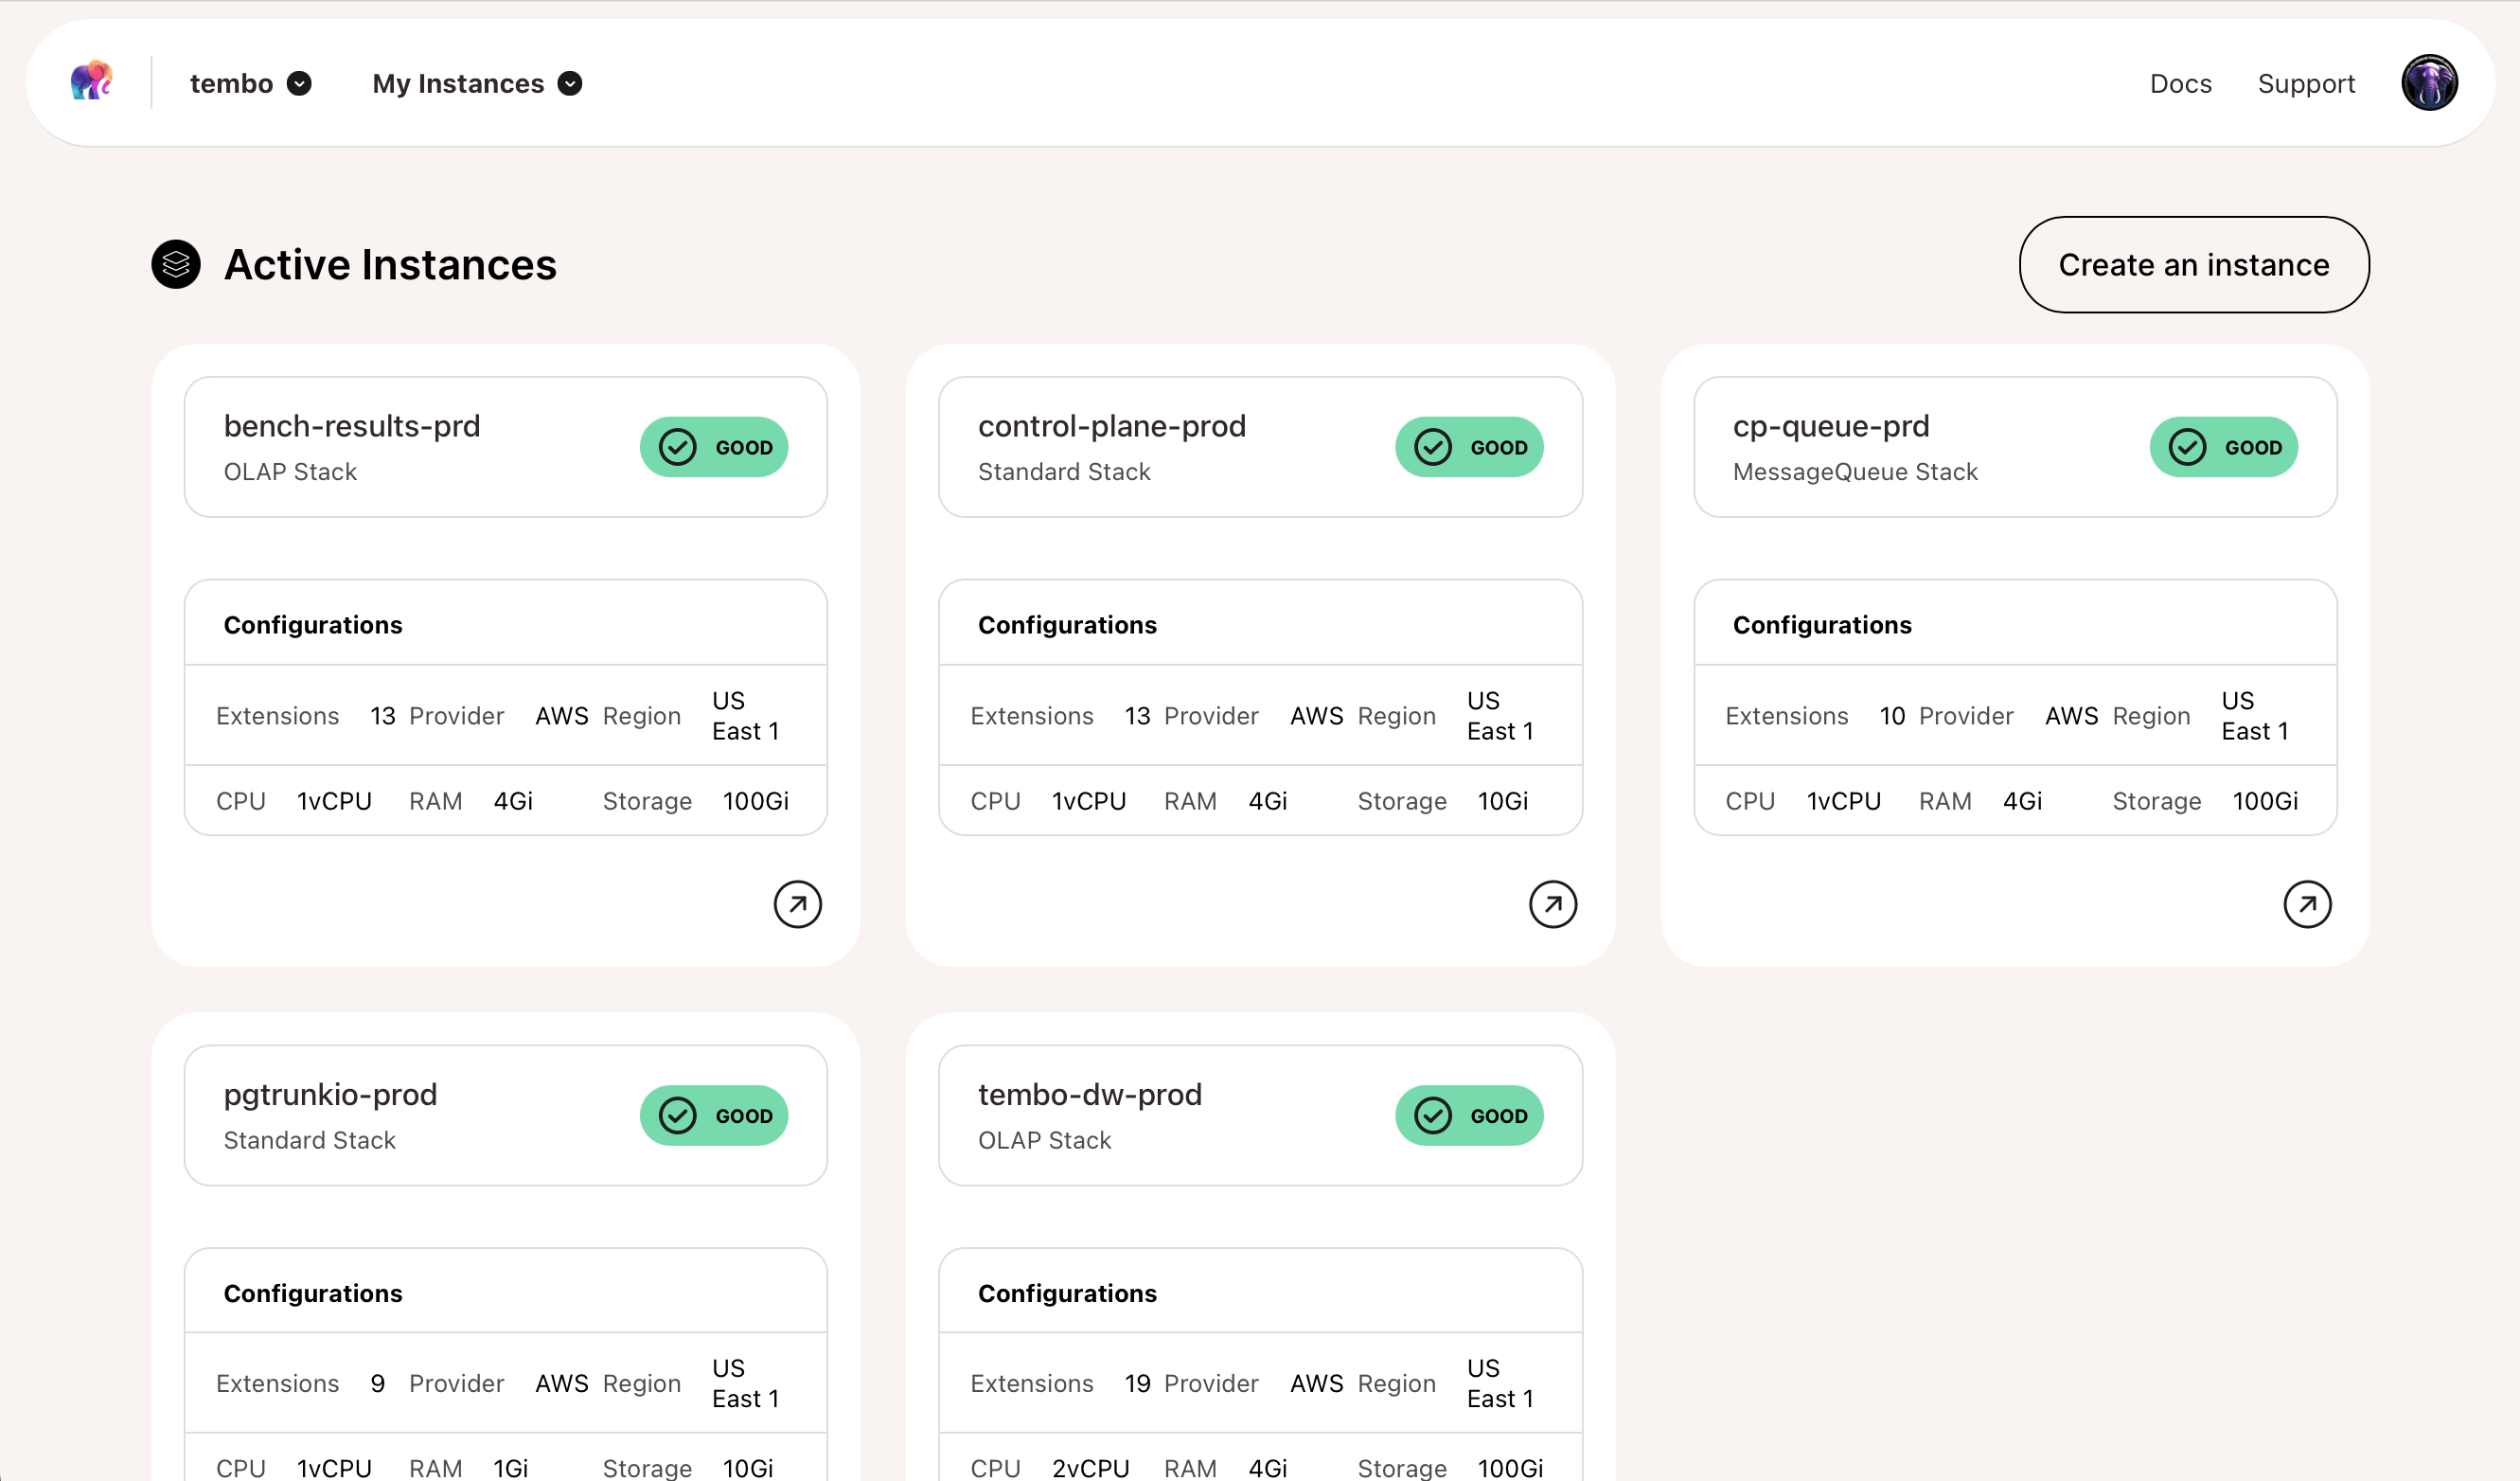 tembo My Instances Docs Support
Active Instances Create an instance
bench-results-prd
OLAP Stack
GOOD
Configurations
Extensions 13 Provider AWS Region US East 1
CPU 1vCPU RAM 4Gi Storage 100Gi
control-plane-prod
Standard Stack
GOOD
Configurations
Extensions 13 Provider AWS Region US East 1
CPU 1vCPU RAM 4Gi Storage 10Gi
cp-queue-prd
MessageQueue Stack
GOOD
Configurations
Extensions 10 Provider AWS Region US East 1
CPU 1vCPU RAM 4Gi Storage 100Gi
pgtrunkio-prod
Standard Stack
GOOD
Configurations
Extensions 9 Provider AWS Region US East 1
CPU 1vCPU RAM 1Gi Storage 10Gi
tembo-dw-prod
OLAP Stack
GOOD
Configurations
Extensions 19 Provider AWS Region US East 1
CPU 2vCPU RAM 4Gi Storage 100Gi